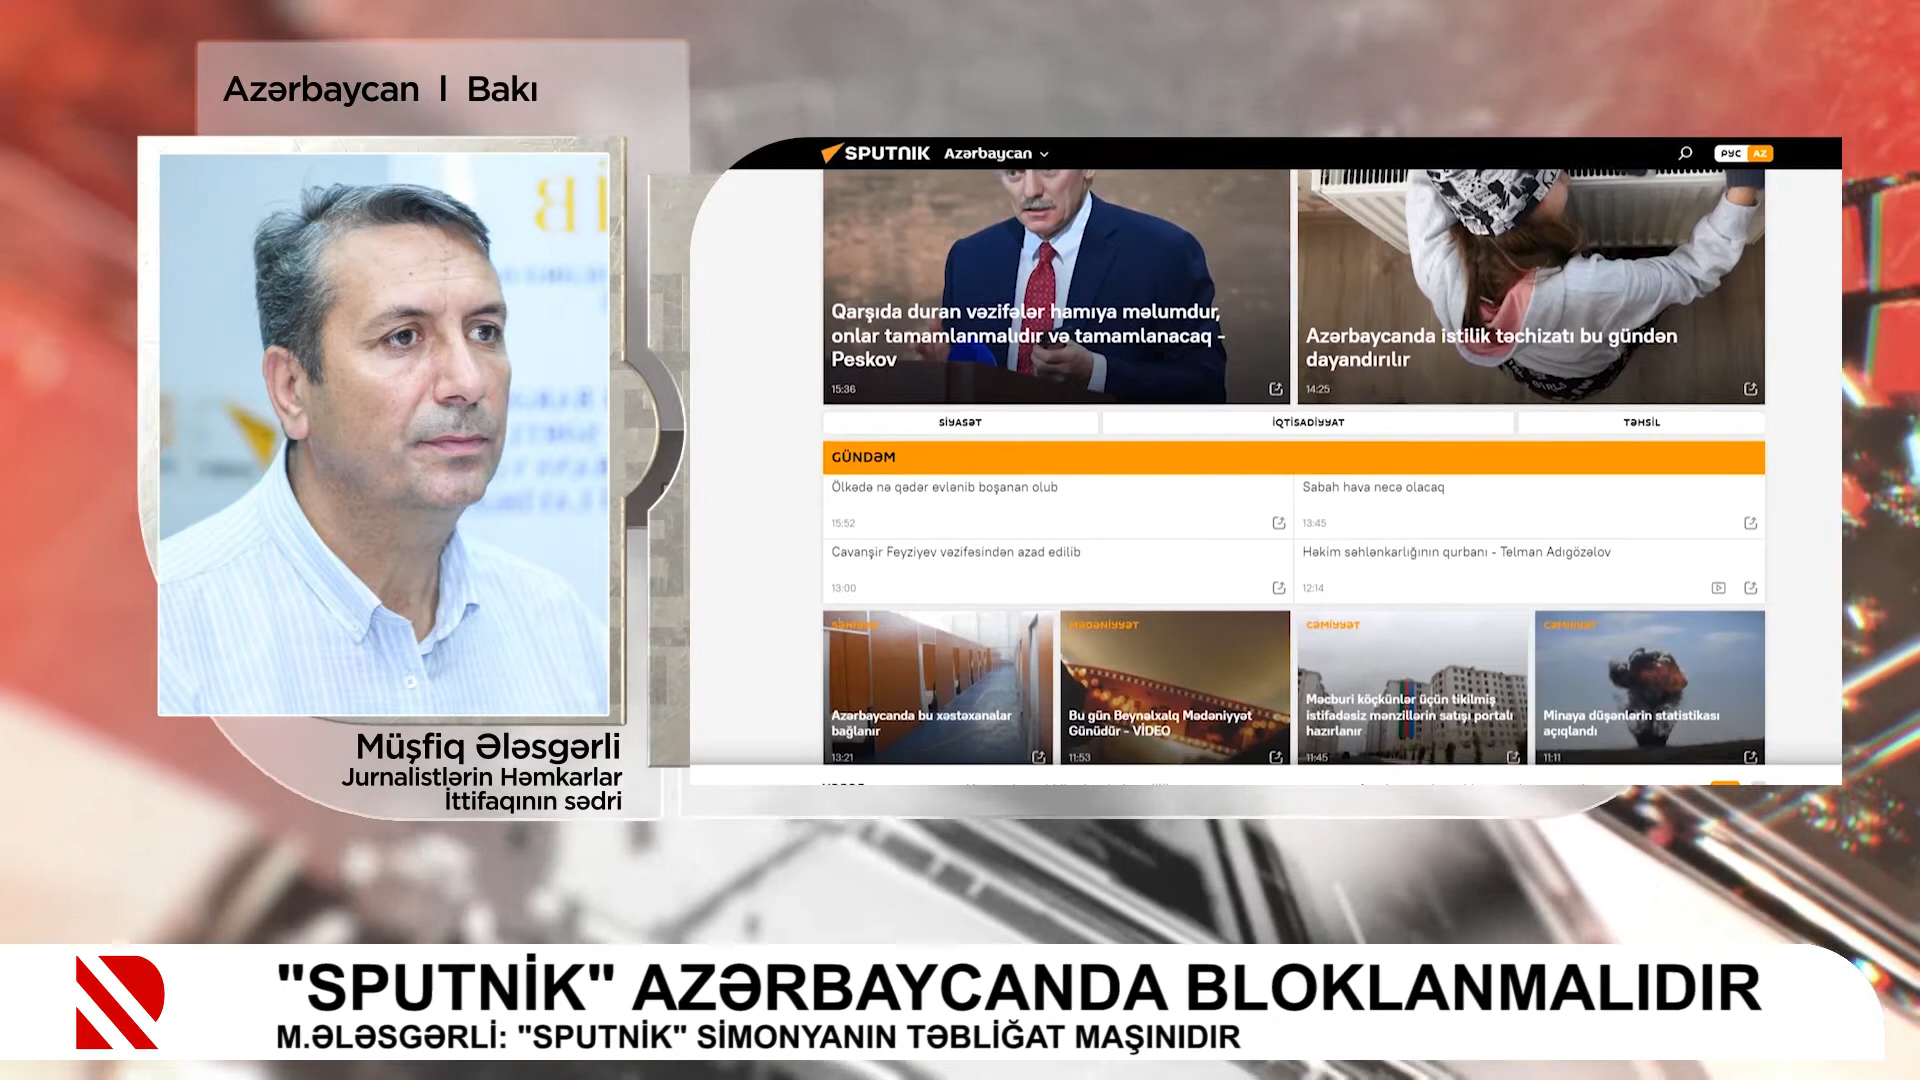 Azərbaycan | Bakı
SPUTNIK Azərbaycan
РУС AZ
Qarşıda duran vəzifələr hamıya məlumdur,
onlar tamamlanmalıdır və tamamlanacaq -
Peskov
15:36
Azərbaycanda istilik təchizatı bu gündən
dayandırılır
14:25
SİYASƏT
İQTİSADİYYAT
TƏHSİL
GÜNDƏM
Ölkədə nə qədər evlənib boşanan olub
15:52
Sabah hava necə olacaq
13:45
Cavanşir Feyziyev vəzifəsindən azad edilib
13:00
Həkim səhlənkarlığının qurbanı - Telman Adıgözəlov
12:14
SƏHİYYƏ
Azərbaycanda bu xəstəxanalar
bağlanır
13:21
MƏDƏNİYYƏT
Bu gün Beynəlxalq Mədəniyyət
Günüdür - VİDEO
11:53
CƏMİYYƏT
Məcburi köçkünlər üçün tikilmiş
istifadəsiz mənzillərin satışı portalı
hazırlanır
11:45
CƏMİYYƏT
Minaya düşənlərin statistikası
açıqlandı
11:11
Müşfiq Ələsgərli
Jurnalistlərin Həmkarlar
İttifaqının sədri
"SPUTNİK" AZƏRBAYCANDA BLOKLANMALIDIR
M.ƏLƏSGƏRLİ: "SPUTNİK" SİMONYANIN TƏBLİĞAT MAŞINIDIR